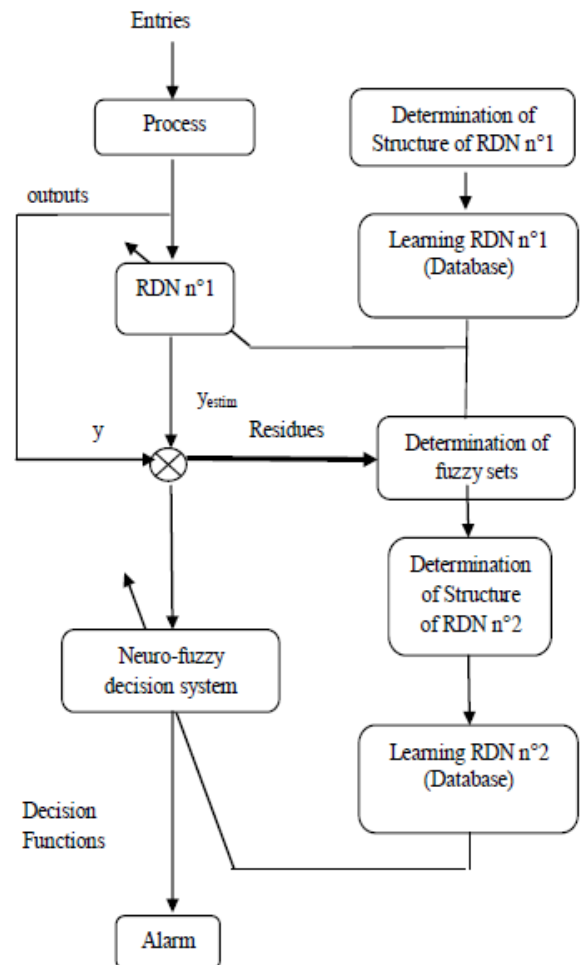 Entries
Process
outputs
RDN n°1
yestim
y
Residues
Neuro-fuzzy
decision system
Decision
Functions
Alarm
Determination of
Structure of RDN n°1
Learning RDN n°1
(Database)
Determination of
fuzzy sets
Determination
of Structure
of RDN n°2
Learning RDN n°2
(Database)